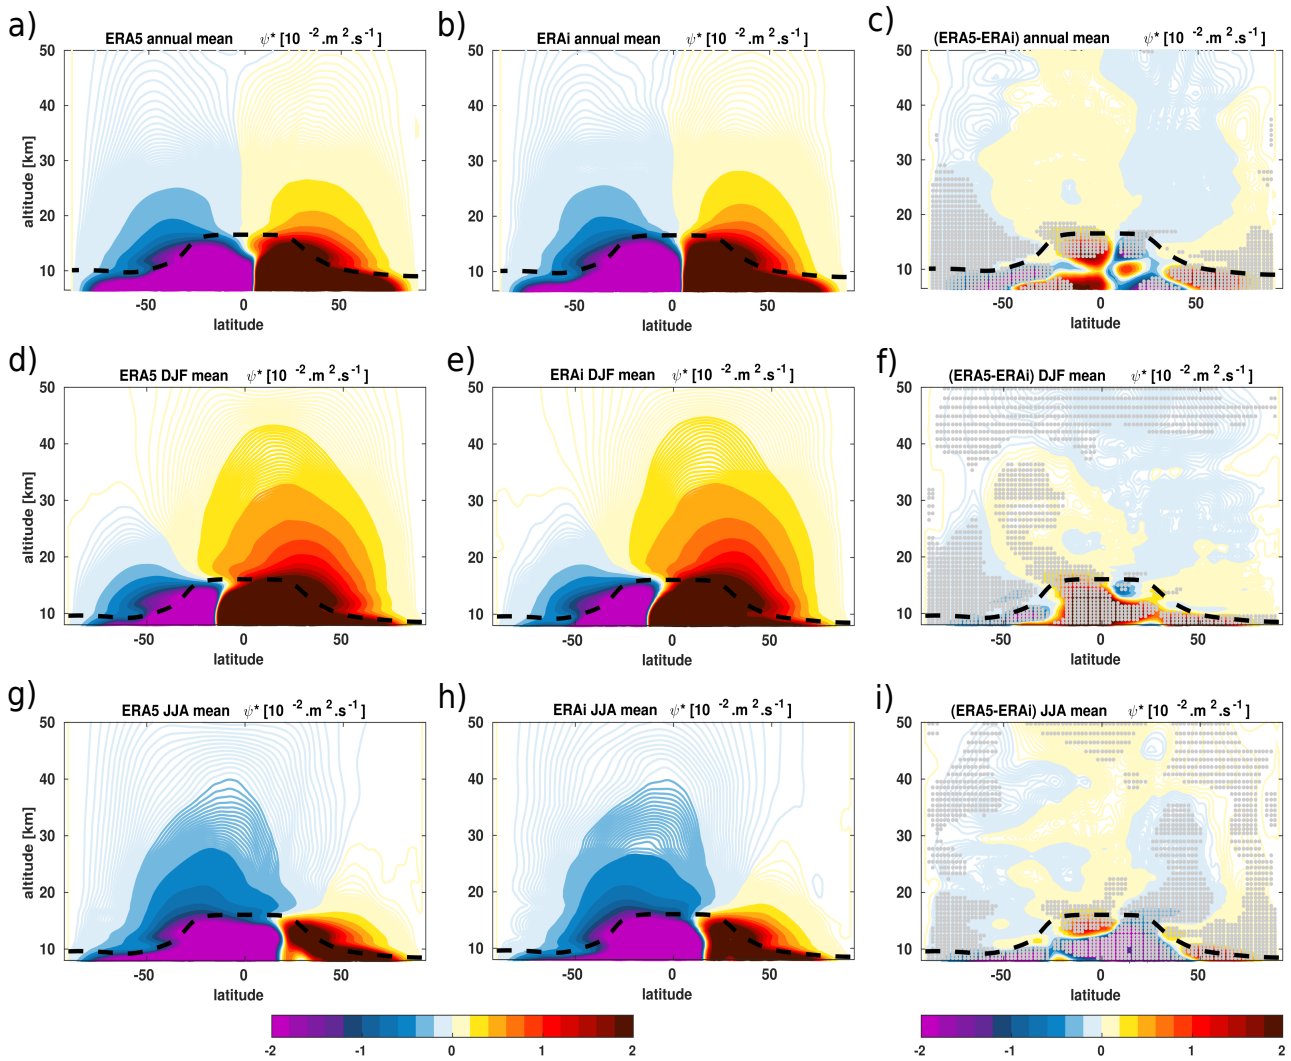 a) ERA5 annual mean ψ* [10 -2 .m 2 .s -1 ]
b) ERAi annual mean ψ* [10 -2 .m 2 .s -1 ]
c) (ERA5-ERAi) annual mean ψ* [10 -2 .m 2 .s -1 ]
50 50 50
40 40 40
30 30 30
20 20 20
10 10 10
altitude [km]
-50 0 50 -50 0 50 -50 0 50
latitude latitude latitude
d) ERA5 DJF mean ψ* [10 -2 .m 2 .s -1 ]
e) ERAi DJF mean ψ* [10 -2 .m 2 .s -1 ]
f) (ERA5-ERAi) DJF mean ψ* [10 -2 .m 2 .s -1 ]
50 50 50
40 40 40
30 30 30
20 20 20
10 10 10
altitude [km]
-50 0 50 -50 0 50 -50 0 50
latitude latitude latitude
g) ERA5 JJA mean ψ* [10 -2 .m 2 .s -1 ]
h) ERAi JJA mean ψ* [10 -2 .m 2 .s -1 ]
i) (ERA5-ERAi) JJA mean ψ* [10 -2 .m 2 .s -1 ]
50 50 50
40 40 40
30 30 30
20 20 20
10 10 10
altitude [km]
-50 0 50 -50 0 50 -50 0 50
latitude latitude latitude
-2 -1 0 1 2 -2 -1 0 1 2